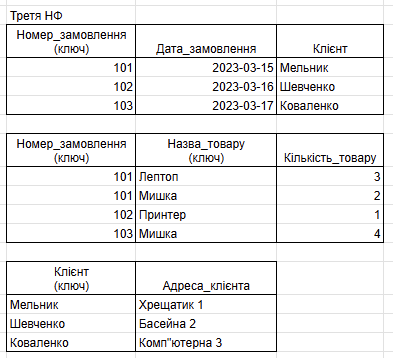 Третя НФ
Номер_замовлення (ключ) Дата_замовлення Клієнт
101 2023-03-15 Мельник
102 2023-03-16 Шевченко
103 2023-03-17 Коваленко
Номер_замовлення (ключ) Назва_товару (ключ) Кількість_товару
101 Лептоп 3
101 Мишка 2
102 Принтер 1
103 Мишка 4
Клієнт (ключ) Адреса_клієнта
Мельник Хрещатик 1
Шевченко Басейна 2
Коваленко Комп"ютерна 3